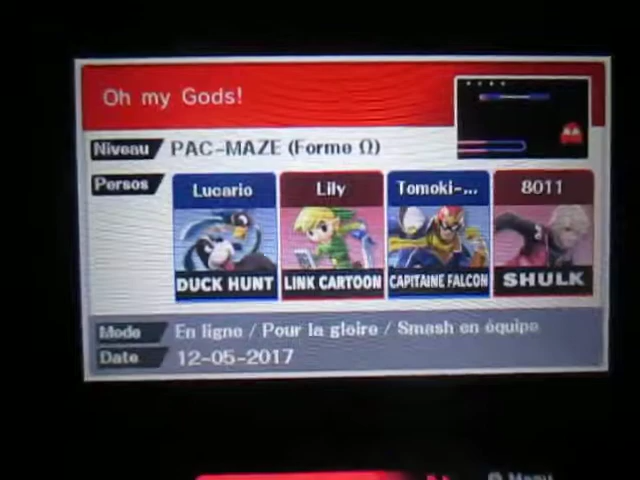 Oh my Gods!
Niveau PAC-MAZE (Forme Ω)
Persos
Lucario Lily Tomoki-... 8011
DUCK HUNT LINK CARTOON CAPITAINE FALCON SHULK
Mode En ligne / Pour la gloire / Smash en équipe
Date 12-05-2017
Menu